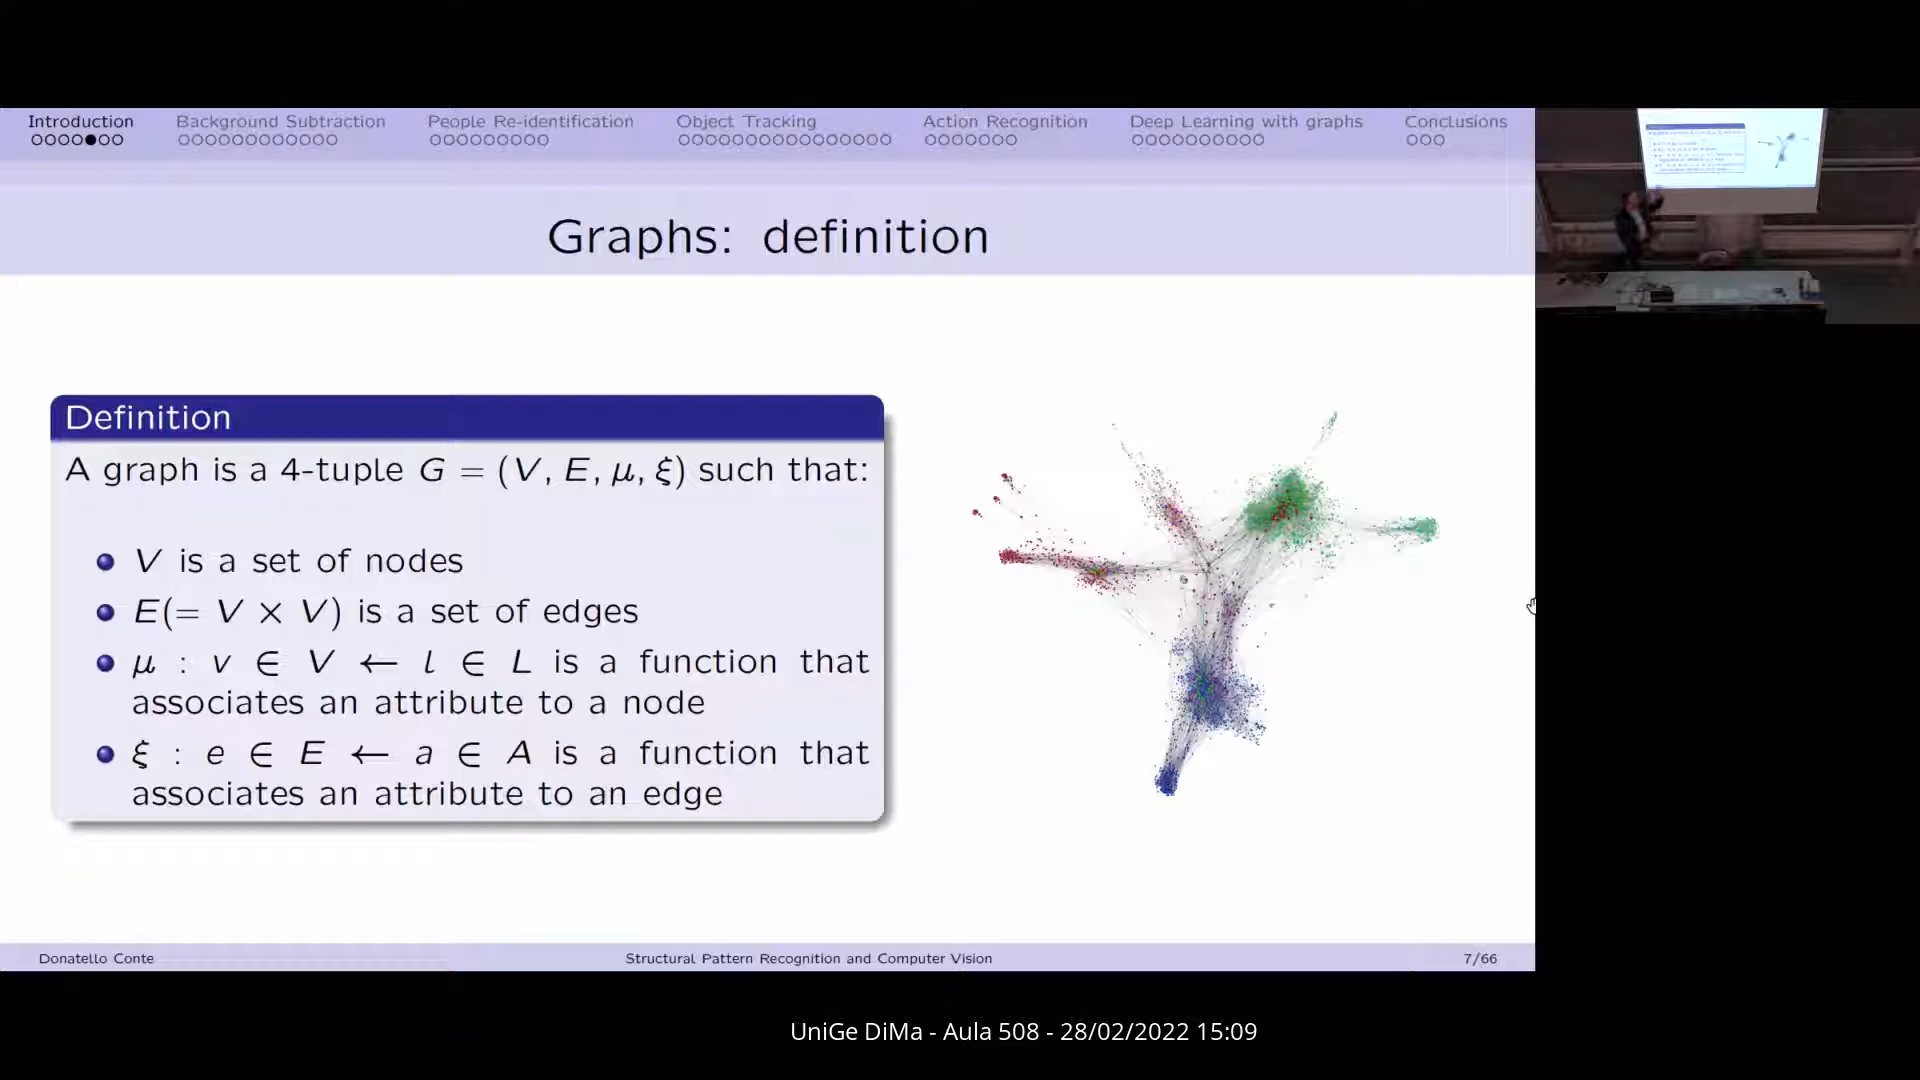 Introduction
Background Subtraction
People Re-identification
Object Tracking
Action Recognition
Deep Learning with graphs
Conclusions
Graphs: definition
Definition
A graph is a 4-tuple G = (V, E, μ, ξ) such that:
V is a set of nodes
E(= V × V) is a set of edges
μ : v ∈ V ← l ∈ L is a function that
associates an attribute to a node
ξ : e ∈ E ← a ∈ A is a function that
associates an attribute to an edge
Donatello Conte
Structural Pattern Recognition and Computer Vision
7/66
UniGe DiMa - Aula 508 - 28/02/2022 15:09